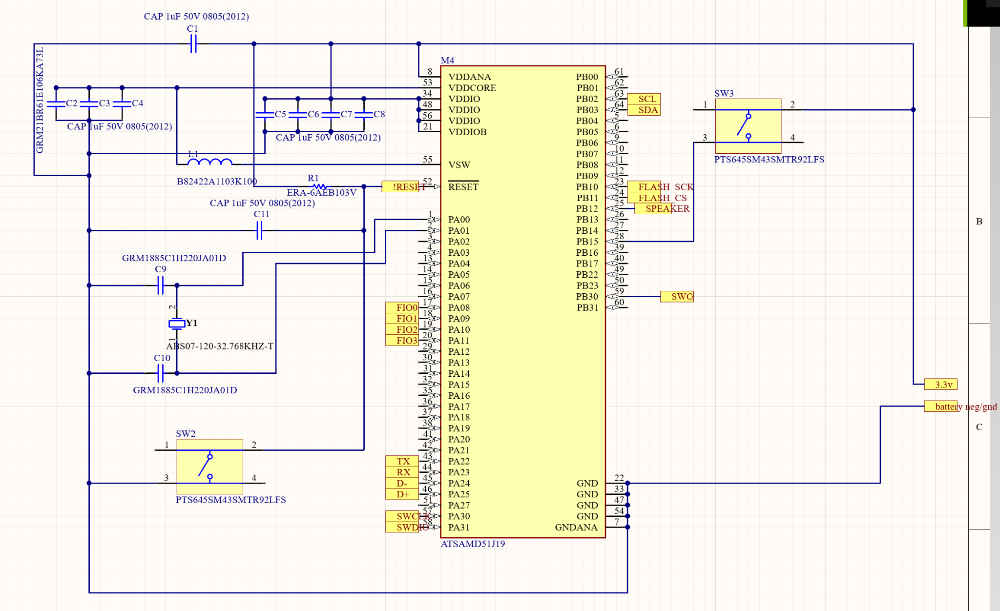 CAP 1uF 50V 0805(2012)
C1
GRM21BR61E106KA73L
C2
C3
C4
CAP 1uF 50V 0805(2012)
C5
C6
C7
C8
CAP 1uF 50V 0805(2012)
L1
B82422A1103K100
R1
ERA-6AEB103V
!RESET
CAP 1uF 50V 0805(2012)
C11
GRM1885C1H220JA01D
C9
2
Y1
1
ABS07-120-32.768KHZ-T
C10
GRM1885C1H220JA01D
SW2
1
2
3
4
PTS645SM43SMTR92LFS
M4
8 VDDANA
53 VDDCORE
34 VDDIO
48 VDDIO
56 VDDIO
21 VDDIOB
55 VSW
52 RESET
1 PA00
2 PA01
3 PA02
4 PA03
13 PA04
14 PA05
15 PA06
16 PA07
FIO0 17 PA08
FIO1 18 PA09
FIO2 19 PA10
FIO3 20 PA11
29 PA12
30 PA13
31 PA14
32 PA15
35 PA16
36 PA17
37 PA18
38 PA19
41 PA20
42 PA21
TX 43 PA22
RX 44 PA23
D- 45 PA24
D+ 46 PA25
51 PA27
SWCLK 57 PA30
SWDIO 58 PA31
PB00 61
PB01 62
PB02 63 SCL
PB03 64 SDA
PB04 5
PB05 6
PB06 9
PB07 10
PB08 11
PB09 12
PB10 23 FLASH_SCK
PB11 24 FLASH_CS
PB12 25 SPEAKER
PB13 26
PB14 27
PB15 28
PB16 39
PB17 40
PB22 49
PB23 50
PB30 59 SWO
PB31 60
GND 22
GND 33
GND 47
GND 54
GNDANA 7
ATSAMD51J19
SW3
1
2
3
4
PTS645SM43SMTR92LFS
3.3v
battery neg/gnd
B
C